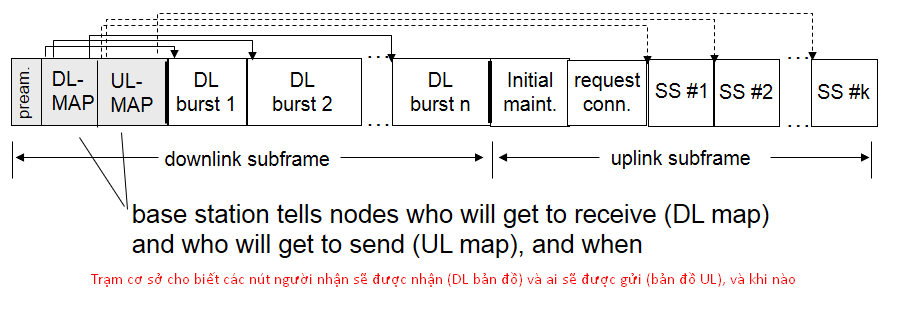 pream.
DL-
MAP
UL-
MAP
DL
burst 1
DL
burst 2
...
...
DL
burst n
Initial
maint.
request
conn.
SS #1
SS #2
...
...
SS #k
downlink subframe
uplink subframe
base station tells nodes who will get to receive (DL map)
and who will get to send (UL map), and when
Trạm cơ sở cho biết các nút người nhận sẽ được nhận (DL bản đồ) và ai sẽ được gửi (bản đồ UL), và khi nào